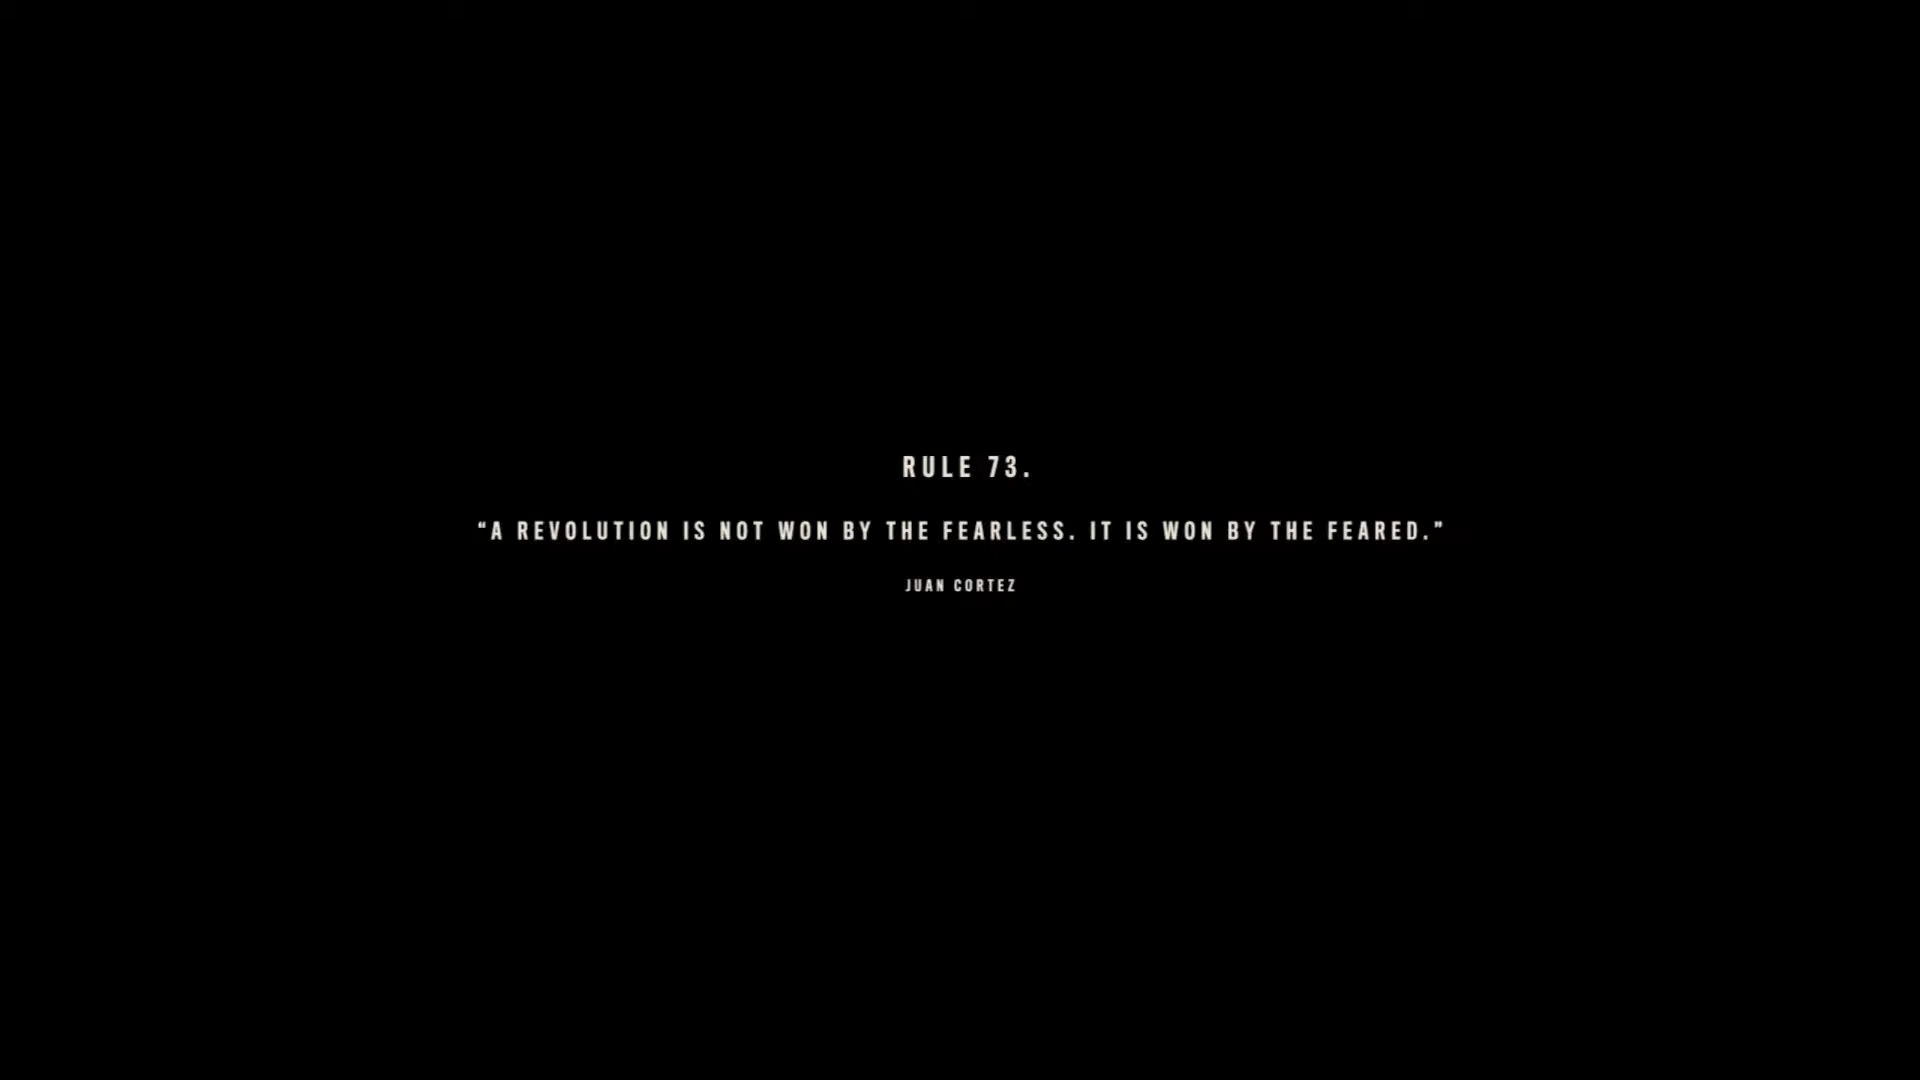 RULE 73.
“A REVOLUTION IS NOT WON BY THE FEARLESS. IT IS WON BY THE FEARED.”
JUAN CORTEZ